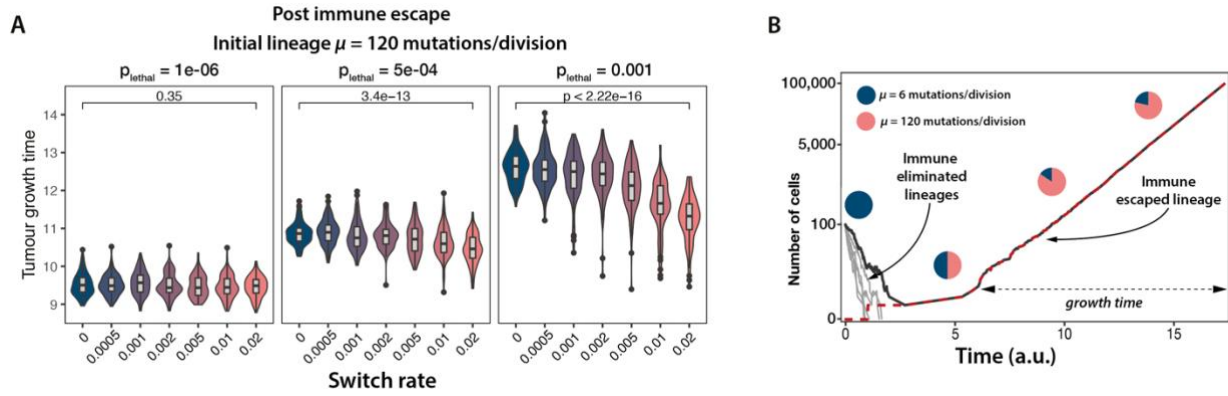 A
Post immune escape
Initial lineage μ = 120 mutations/division
p_lethal = 1e-06
p_lethal = 5e-04
p_lethal = 0.001
0.35
3.4e-13
p < 2.22e-16
Tumour growth time
14
13
12
11
10
9
0 0.0005 0.001 0.002 0.005 0.01 0.02
0 0.0005 0.001 0.002 0.005 0.01 0.02
0 0.0005 0.001 0.002 0.005 0.01 0.02
Switch rate
B
Number of cells
100,000
5,000
100
0
μ = 6 mutations/division
μ = 120 mutations/division
Immune
eliminated
lineages
Immune
escaped lineage
growth time
0 5 10 15
Time (a.u.)